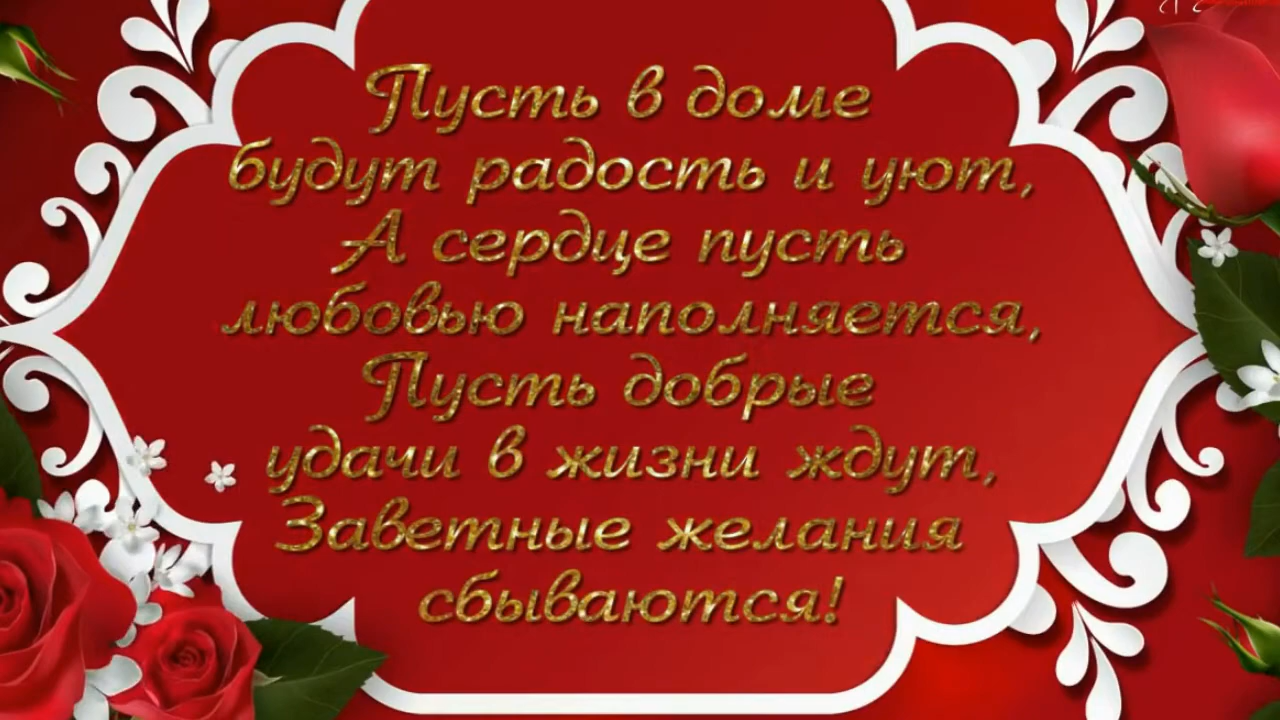 Пусть в доме
будут радость и уют,
А сердце пусть
любовью наполняется,
Пусть добрые
удачи в жизни ждут,
Заветные желания
сбываются!